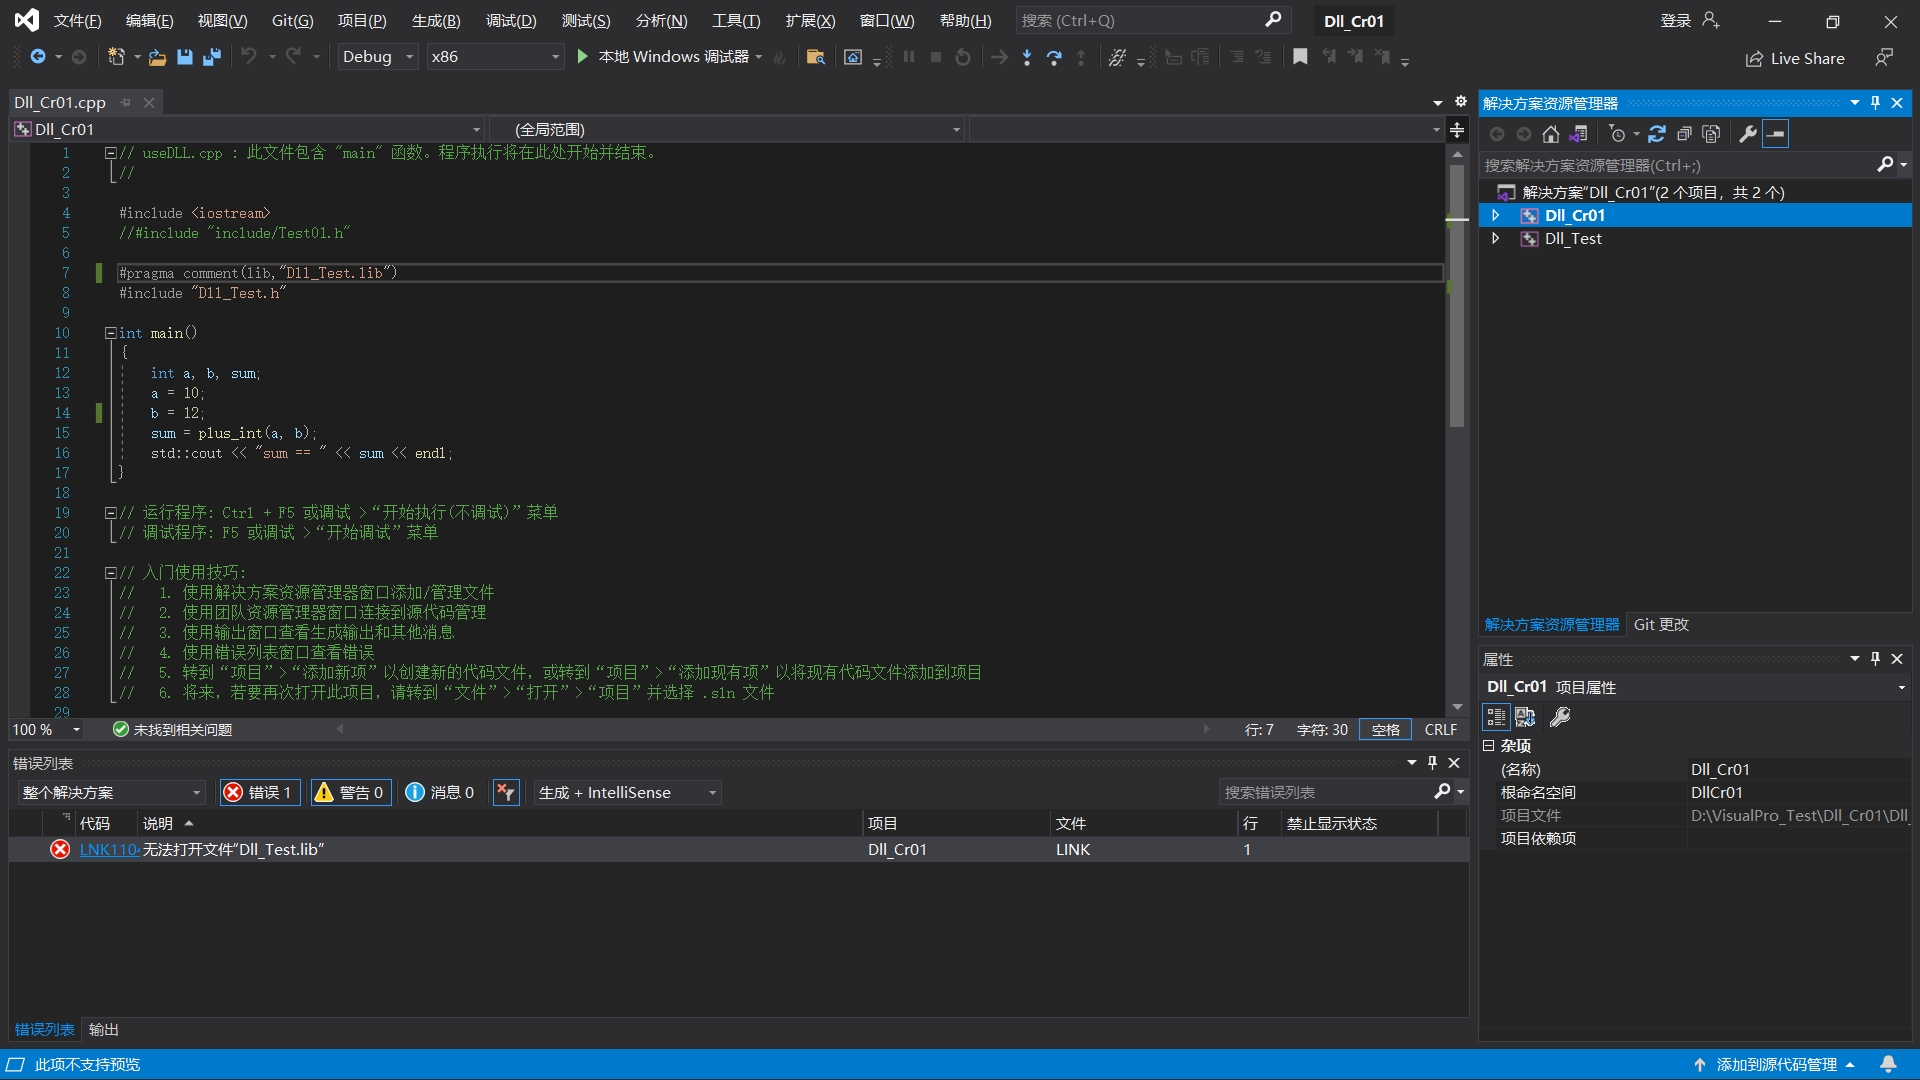 文件(F) 编辑(E) 视图(V) Git(G) 项目(P) 生成(B) 调试(D) 测试(S) 分析(N) 工具(T) 扩展(X) 窗口(W) 帮助(H) 搜索 (Ctrl+Q) Dll_Cr01 登录
Debug x86 本地 Windows 调试器 Live Share
Dll_Cr01.cpp
Dll_Cr01 (全局范围)
1 // useDLL.cpp : 此文件包含 "main" 函数。程序执行将在此处开始并结束。
2 //
3
4 #include <iostream>
5 //#include "include/Test01.h"
6
7 #pragma comment(lib,"Dll_Test.lib")
8 #include "Dll_Test.h"
9
10 int main()
11 {
12 int a, b, sum;
13 a = 10;
14 b = 12;
15 sum = plus_int(a, b);
16 std::cout << "sum == " << sum << endl;
17 }
18
19 // 运行程序: Ctrl + F5 或调试 >“开始执行(不调试)”菜单
20 // 调试程序: F5 或调试 >“开始调试”菜单
21
22 // 入门使用技巧:
23 // 1. 使用解决方案资源管理器窗口添加/管理文件
24 // 2. 使用团队资源管理器窗口连接到源代码管理
25 // 3. 使用输出窗口查看生成输出和其他消息
26 // 4. 使用错误列表窗口查看错误
27 // 5. 转到“项目”>“添加新项”以创建新的代码文件，或转到“项目”>“添加现有项”以将现有代码文件添加到项目
28 // 6. 将来，若要再次打开此项目，请转到“文件”>“打开”>“项目”并选择 .sln 文件
29
100 % 未找到相关问题 行: 7 字符: 30 空格 CRLF
错误列表
整个解决方案 错误 1 警告 0 消息 0 生成 + IntelliSense 搜索错误列表
代码 说明 项目 文件 行 禁止显示状态
LNK1104 无法打开文件“Dll_Test.lib” Dll_Cr01 LINK 1
错误列表 输出
解决方案资源管理器
搜索解决方案资源管理器(Ctrl+;)
解决方案“Dll_Cr01”(2 个项目，共 2 个)
Dll_Cr01
Dll_Test
解决方案资源管理器 Git 更改
属性
Dll_Cr01 项目属性
杂项
(名称) Dll_Cr01
根命名空间 DllCr01
项目文件 D:\VisualPro_Test\Dll_Cr01\Dll_
项目依赖项
此项不支持预览 添加到源代码管理